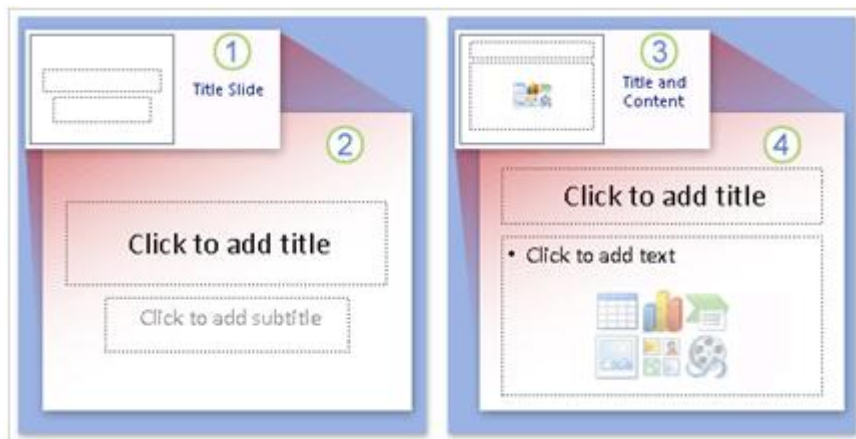 1
Title Slide
2
Click to add title
Click to add subtitle
3
Title and
Content
4
Click to add title
• Click to add text